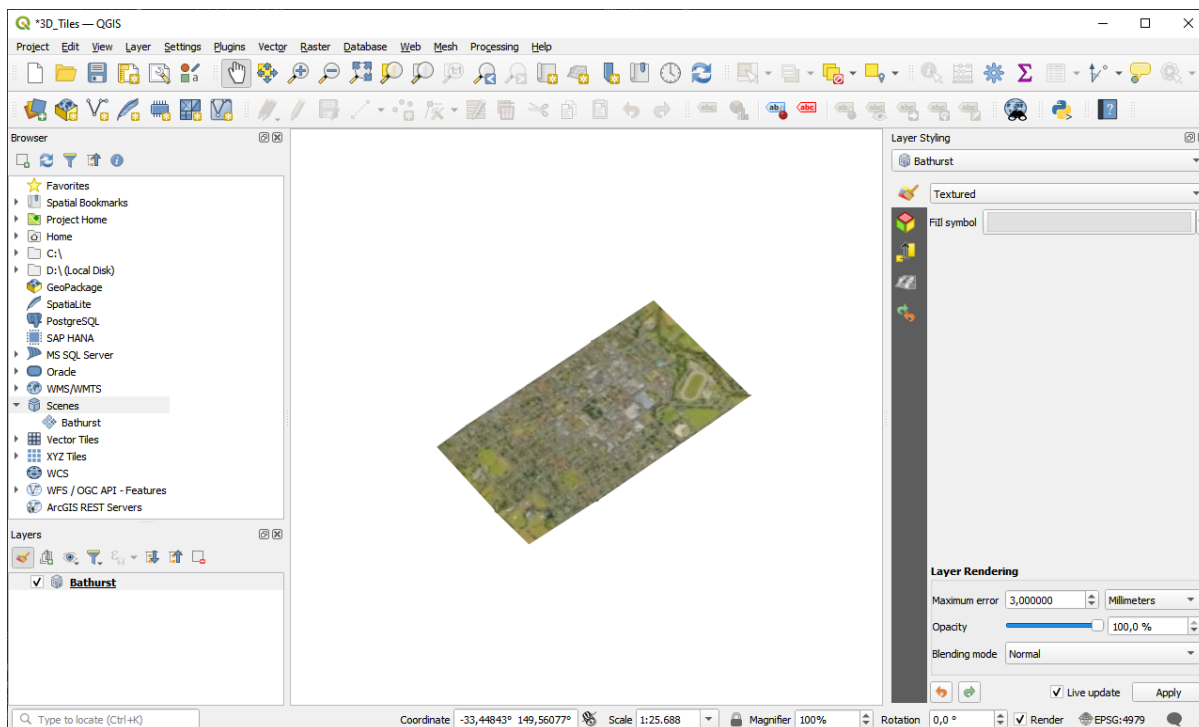 *3D_Tiles — QGIS
Project Edit View Layer Settings Plugins Vector Raster Database Web Mesh Processing Help
Browser
Favorites
Spatial Bookmarks
Project Home
Home
C:\
D:\ (Local Disk)
GeoPackage
SpatiaLite
PostgreSQL
SAP HANA
MS SQL Server
Oracle
WMS/WMTS
Scenes
Bathurst
Vector Tiles
XYZ Tiles
WCS
WFS / OGC API - Features
ArcGIS REST Servers
Layers
Bathurst
Layer Styling
Bathurst
Textured
Fill symbol
Layer Rendering
Maximum error 3,000000 Millimeters
Opacity 100,0 %
Blending mode Normal
Live update Apply
Type to locate (Ctrl+K) Coordinate -33,44843° 149,56077° Scale 1:25.688 Magnifier 100% Rotation 0,0 ° Render EPSG:4979